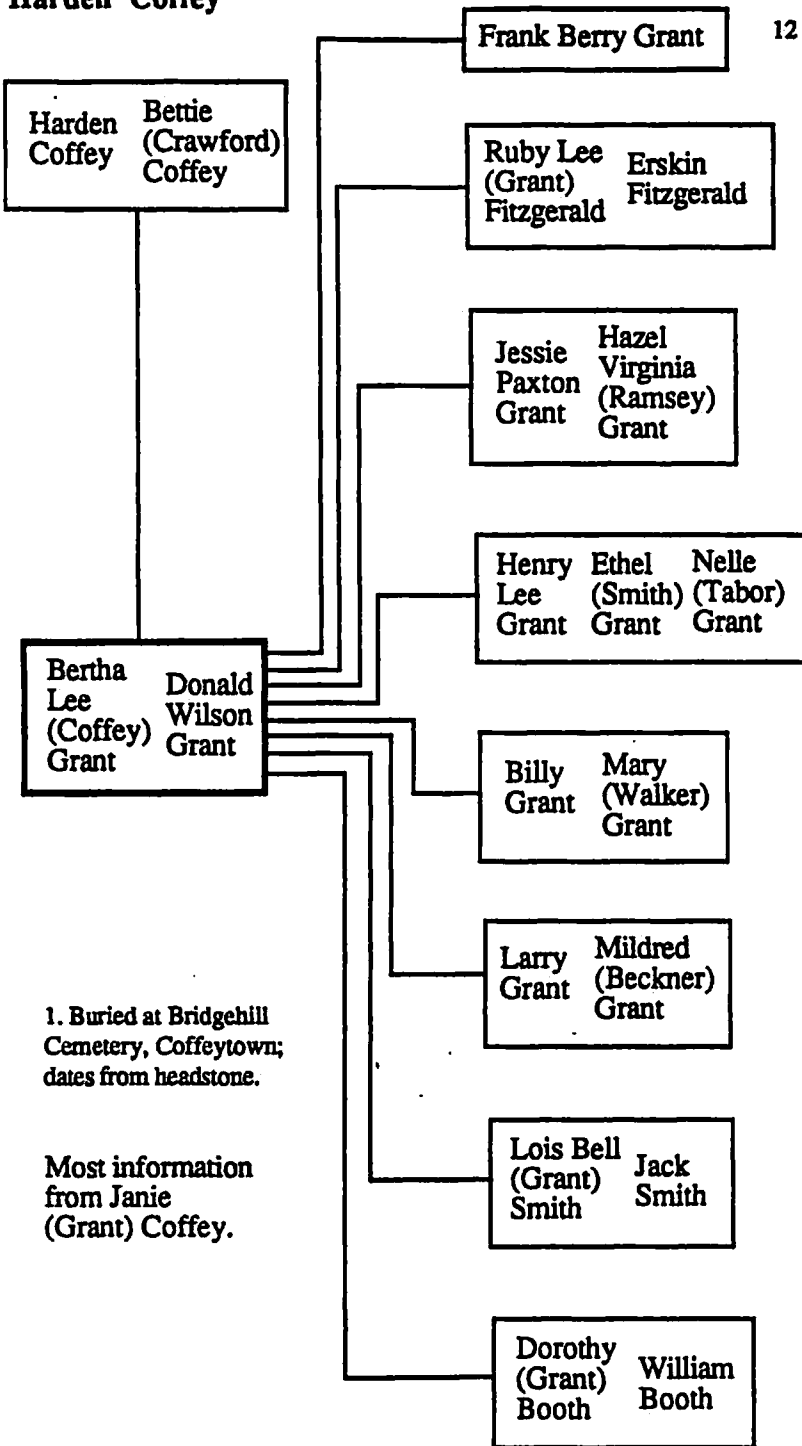 Harden Coffey
12
Frank Berry Grant
Harden
Coffey
Bettie
(Crawford)
Coffey
Ruby Lee
(Grant)
Fitzgerald
Erskin
Fitzgerald
Jessie
Paxton
Grant
Hazel
Virginia
(Ramsey)
Grant
Henry
Lee
Grant
Ethel
(Smith)
Grant
Nelle
(Tabor)
Grant
Bertha
Lee
(Coffey)
Grant
Donald
Wilson
Grant
Billy
Grant
Mary
(Walker)
Grant
Larry
Grant
Mildred
(Beckner)
Grant
1. Buried at Bridgehill
Cemetery, Coffeytown;
dates from headstone.
Most information
from Janie
(Grant) Coffey.
Lois Bell
(Grant)
Smith
Jack
Smith
Dorothy
(Grant)
Booth
William
Booth